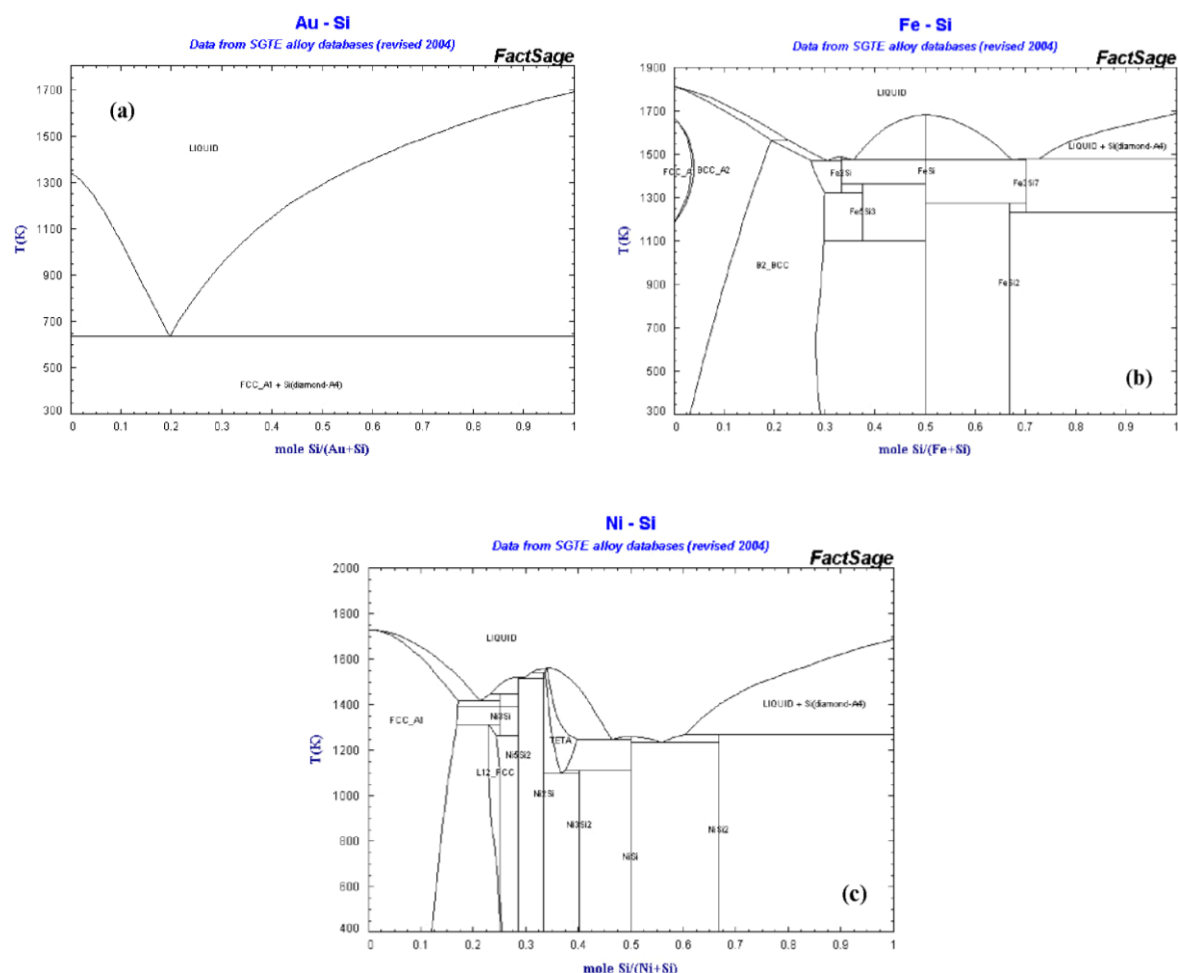 Au - Si
Data from SGTE alloy databases (revised 2004)
FactSage
(a)
LIQUID
FCC_A1 + Si(diamond-A4)
T(K)
1700
1500
1300
1100
900
700
500
300
0 0.1 0.2 0.3 0.4 0.5 0.6 0.7 0.8 0.9 1
mole Si/(Au+Si)
Fe - Si
Data from SGTE alloy databases (revised 2004)
FactSage
LIQUID
LIQUID + Si(diamond-A4)
FCC_A1
BCC_A2
Fe2Si
FeSi
Fe3Si7
Fe5Si3
B2_BCC
FeSi2
(b)
T(K)
1900
1700
1500
1300
1100
900
700
500
300
0 0.1 0.2 0.3 0.4 0.5 0.6 0.7 0.8 0.9 1
mole Si/(Fe+Si)
Ni - Si
Data from SGTE alloy databases (revised 2004)
FactSage
LIQUID
LIQUID + Si(diamond-A4)
FCC_A1
Ni3Si
TETA
Ni5Si2
L12_FCC
Ni2Si
Ni3Si2
NiSi2
NiSi
(c)
T(K)
2000
1800
1600
1400
1200
1000
800
600
400
0 0.1 0.2 0.3 0.4 0.5 0.6 0.7 0.8 0.9 1
mole Si/(Ni+Si)